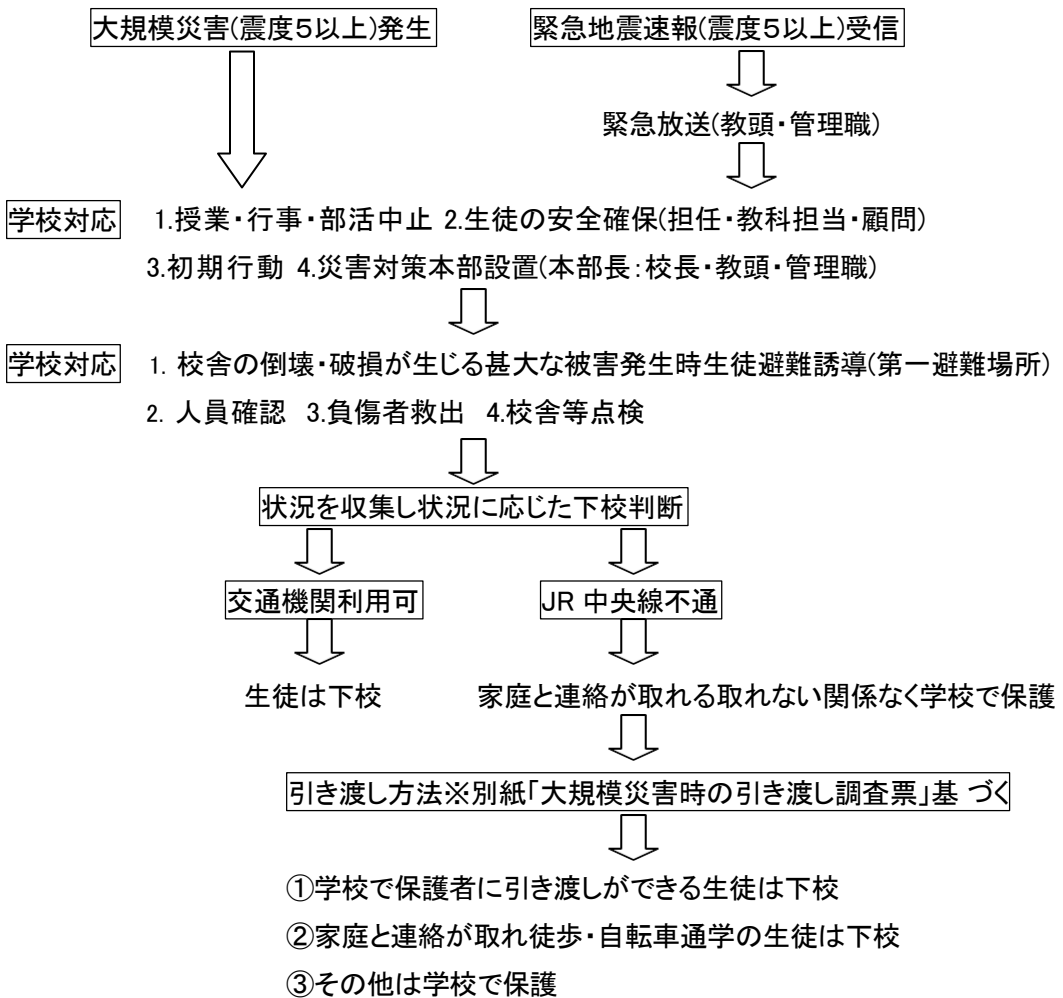 大規模災害(震度5以上)発生
緊急地震速報(震度5以上)受信
緊急放送(教頭・管理職)
学校対応 1.授業・行事・部活中止 2.生徒の安全確保(担任・教科担当・顧問)
3.初期行動 4.災害対策本部設置(本部長:校長・教頭・管理職)
学校対応 1. 校舎の倒壊・破損が生じる甚大な被害発生時生徒避難誘導(第一避難場所)
2. 人員確認 3.負傷者救出 4.校舎等点検
状況を収集し状況に応じた下校判断
交通機関利用可
JR 中央線不通
生徒は下校
家庭と連絡が取れる取れない関係なく学校で保護
引き渡し方法※別紙「大規模災害時の引き渡し調査票」基 づく
①学校で保護者に引き渡しができる生徒は下校
②家庭と連絡が取れ徒歩・自転車通学の生徒は下校
③その他は学校で保護